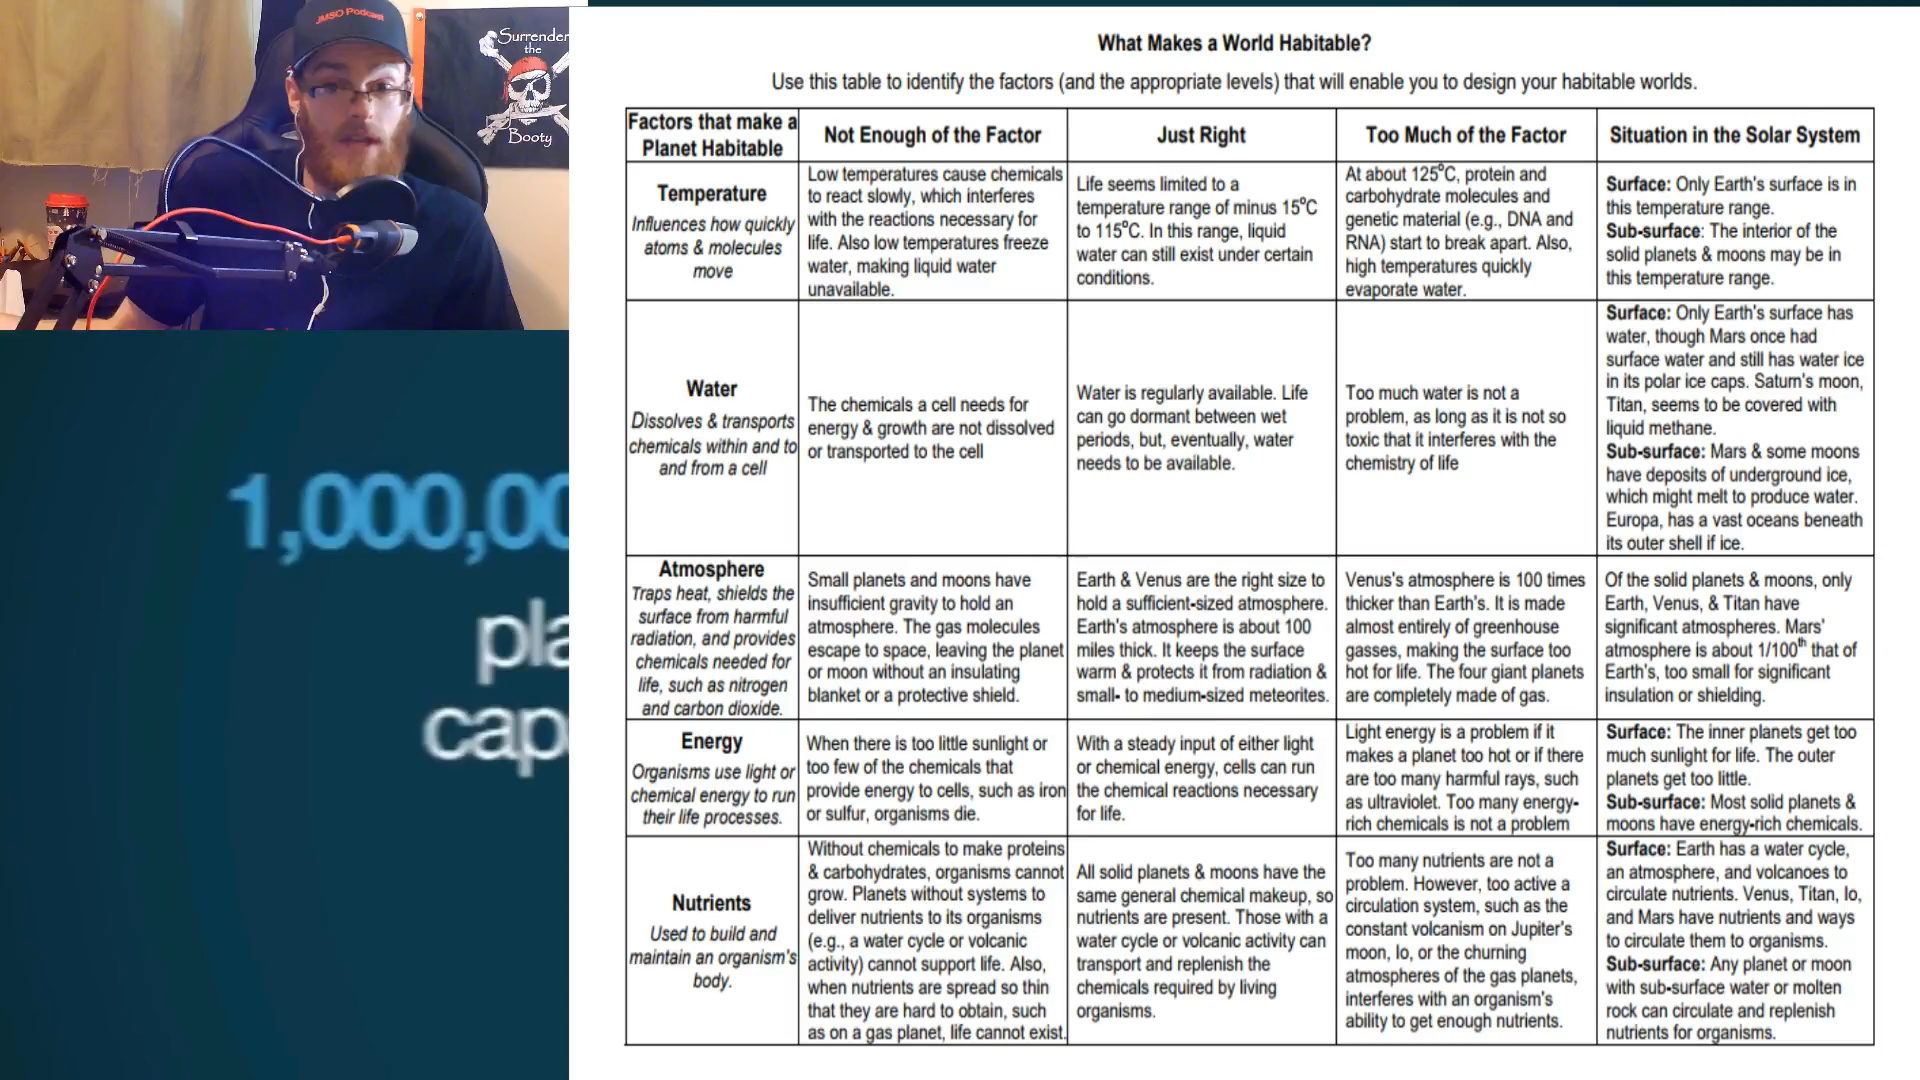 JMSO Podcast
Surrender
the
Booty
1,000,00
pla
cap
What Makes a World Habitable?
Use this table to identify the factors (and the appropriate levels) that will enable you to design your habitable worlds.
Factors that make a
Planet Habitable
Not Enough of the Factor
Just Right
Too Much of the Factor
Situation in the Solar System
Temperature
Influences how quickly
atoms & molecules
move
Low temperatures cause chemicals
to react slowly, which interferes
with the reactions necessary for
life. Also low temperatures freeze
water, making liquid water
unavailable.
Life seems limited to a
temperature range of minus 15⁰C
to 115⁰C. In this range, liquid
water can still exist under certain
conditions.
At about 125⁰C, protein and
carbohydrate molecules and
genetic material (e.g., DNA and
RNA) start to break apart. Also,
high temperatures quickly
evaporate water.
Surface: Only Earth's surface is in
this temperature range.
Sub-surface: The interior of the
solid planets & moons may be in
this temperature range.
Water
Dissolves & transports
chemicals within and to
and from a cell
The chemicals a cell needs for
energy & growth are not dissolved
or transported to the cell
Water is regularly available. Life
can go dormant between wet
periods, but, eventually, water
needs to be available.
Too much water is not a
problem, as long as it is not so
toxic that it interferes with the
chemistry of life
Surface: Only Earth's surface has
water, though Mars once had
surface water and still has water ice
in its polar ice caps. Saturn's moon,
Titan, seems to be covered with
liquid methane.
Sub-surface: Mars & some moons
have deposits of underground ice,
which might melt to produce water.
Europa, has a vast oceans beneath
its outer shell if ice.
Atmosphere
Traps heat, shields the
surface from harmful
radiation, and provides
chemicals needed for
life, such as nitrogen
and carbon dioxide.
Small planets and moons have
insufficient gravity to hold an
atmosphere. The gas molecules
escape to space, leaving the planet
or moon without an insulating
blanket or a protective shield.
Earth & Venus are the right size to
hold a sufficient-sized atmosphere.
Earth's atmosphere is about 100
miles thick. It keeps the surface
warm & protects it from radiation &
small- to medium-sized meteorites.
Venus's atmosphere is 100 times
thicker than Earth's. It is made
almost entirely of greenhouse
gasses, making the surface too
hot for life. The four giant planets
are completely made of gas.
Of the solid planets & moons, only
Earth, Venus, & Titan have
significant atmospheres. Mars'
atmosphere is about 1/100th that of
Earth's, too small for significant
insulation or shielding.
Energy
Organisms use light or
chemical energy to run
their life processes.
When there is too little sunlight or
too few of the chemicals that
provide energy to cells, such as iron
or sulfur, organisms die.
With a steady input of either light
or chemical energy, cells can run
the chemical reactions necessary
for life.
Light energy is a problem if it
makes a planet too hot or if there
are too many harmful rays, such
as ultraviolet. Too many energy-
rich chemicals is not a problem
Surface: The inner planets get too
much sunlight for life. The outer
planets get too little.
Sub-surface: Most solid planets &
moons have energy-rich chemicals.
Nutrients
Used to build and
maintain an organism's
body.
Without chemicals to make proteins
& carbohydrates, organisms cannot
grow. Planets without systems to
deliver nutrients to its organisms
(e.g., a water cycle or volcanic
activity) cannot support life. Also,
when nutrients are spread so thin
that they are hard to obtain, such
as on a gas planet, life cannot exist.
All solid planets & moons have the
same general chemical makeup, so
nutrients are present. Those with a
water cycle or volcanic activity can
transport and replenish the
chemicals required by living
organisms.
Too many nutrients are not a
problem. However, too active a
circulation system, such as the
constant volcanism on Jupiter's
moon, Io, or the churning
atmospheres of the gas planets,
interferes with an organism's
ability to get enough nutrients.
Surface: Earth has a water cycle,
an atmosphere, and volcanoes to
circulate nutrients. Venus, Titan, Io,
and Mars have nutrients and ways
to circulate them to organisms.
Sub-surface: Any planet or moon
with sub-surface water or molten
rock can circulate and replenish
nutrients for organisms.